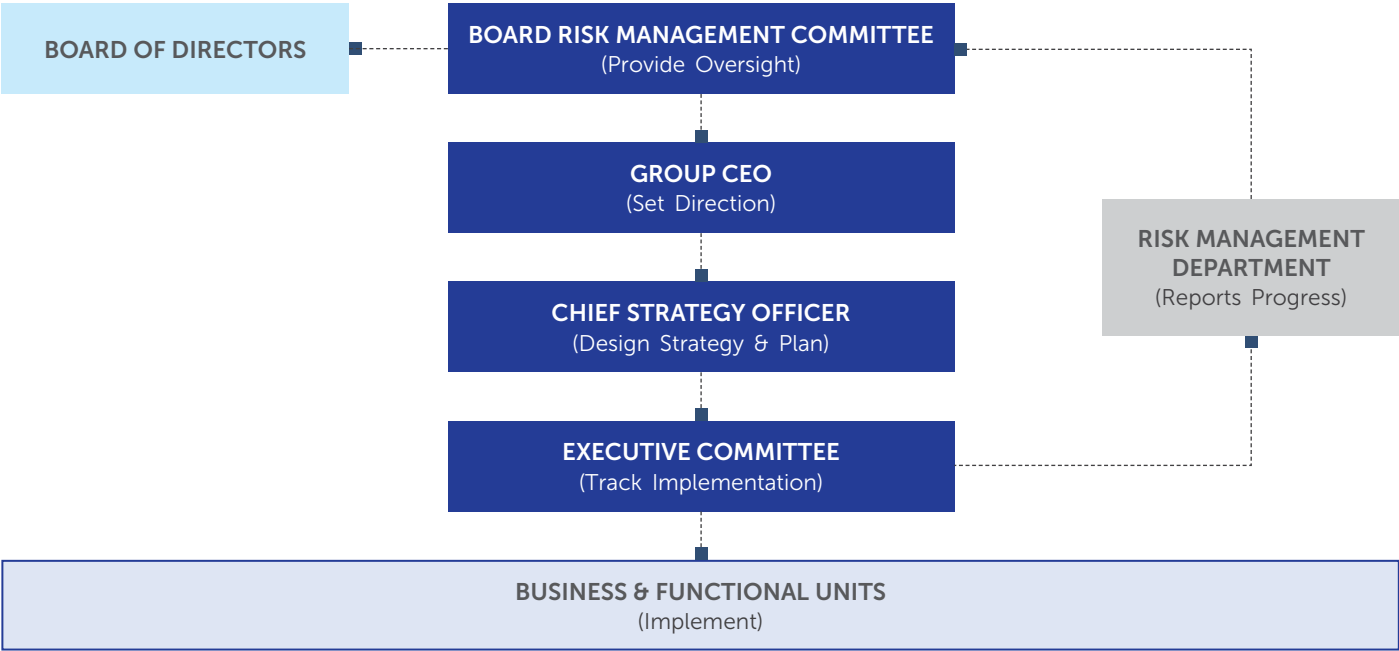 BOARD OF DIRECTORS
BOARD RISK MANAGEMENT COMMITTEE
(Provide Oversight)
GROUP CEO
(Set Direction)
RISK MANAGEMENT
DEPARTMENT
(Reports Progress)
CHIEF STRATEGY OFFICER
(Design Strategy & Plan)
EXECUTIVE COMMITTEE
(Track Implementation)
BUSINESS & FUNCTIONAL UNITS
(Implement)